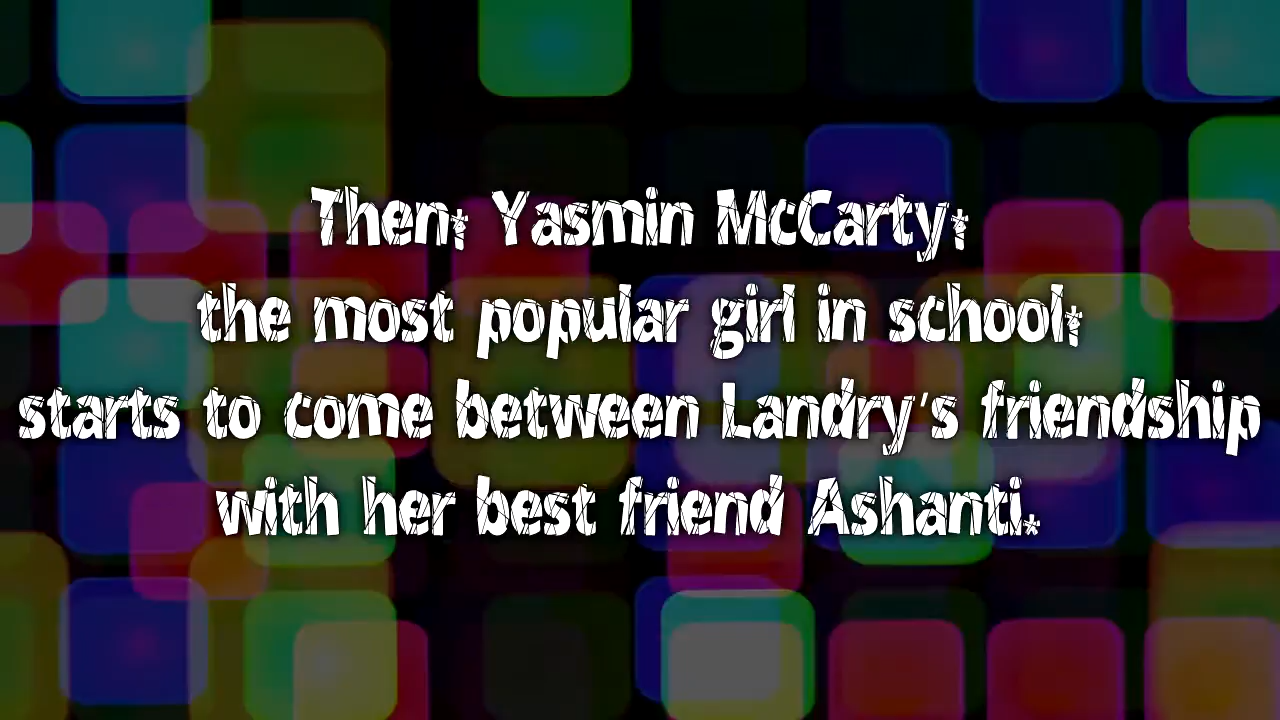 Then, Yasmin McCarty,
the most popular girl in school,
starts to come between Landry's friendship
with her best friend Ashanti.